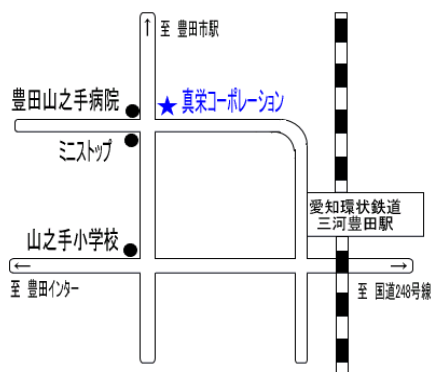 ↑ 至 豊田市駅
豊田山之手病院
★ 真栄コーポレーション
ミニストップ
愛知環状鉄道
三河豊田駅
山之手小学校
←
→
至 豊田インター
至 国道248号線